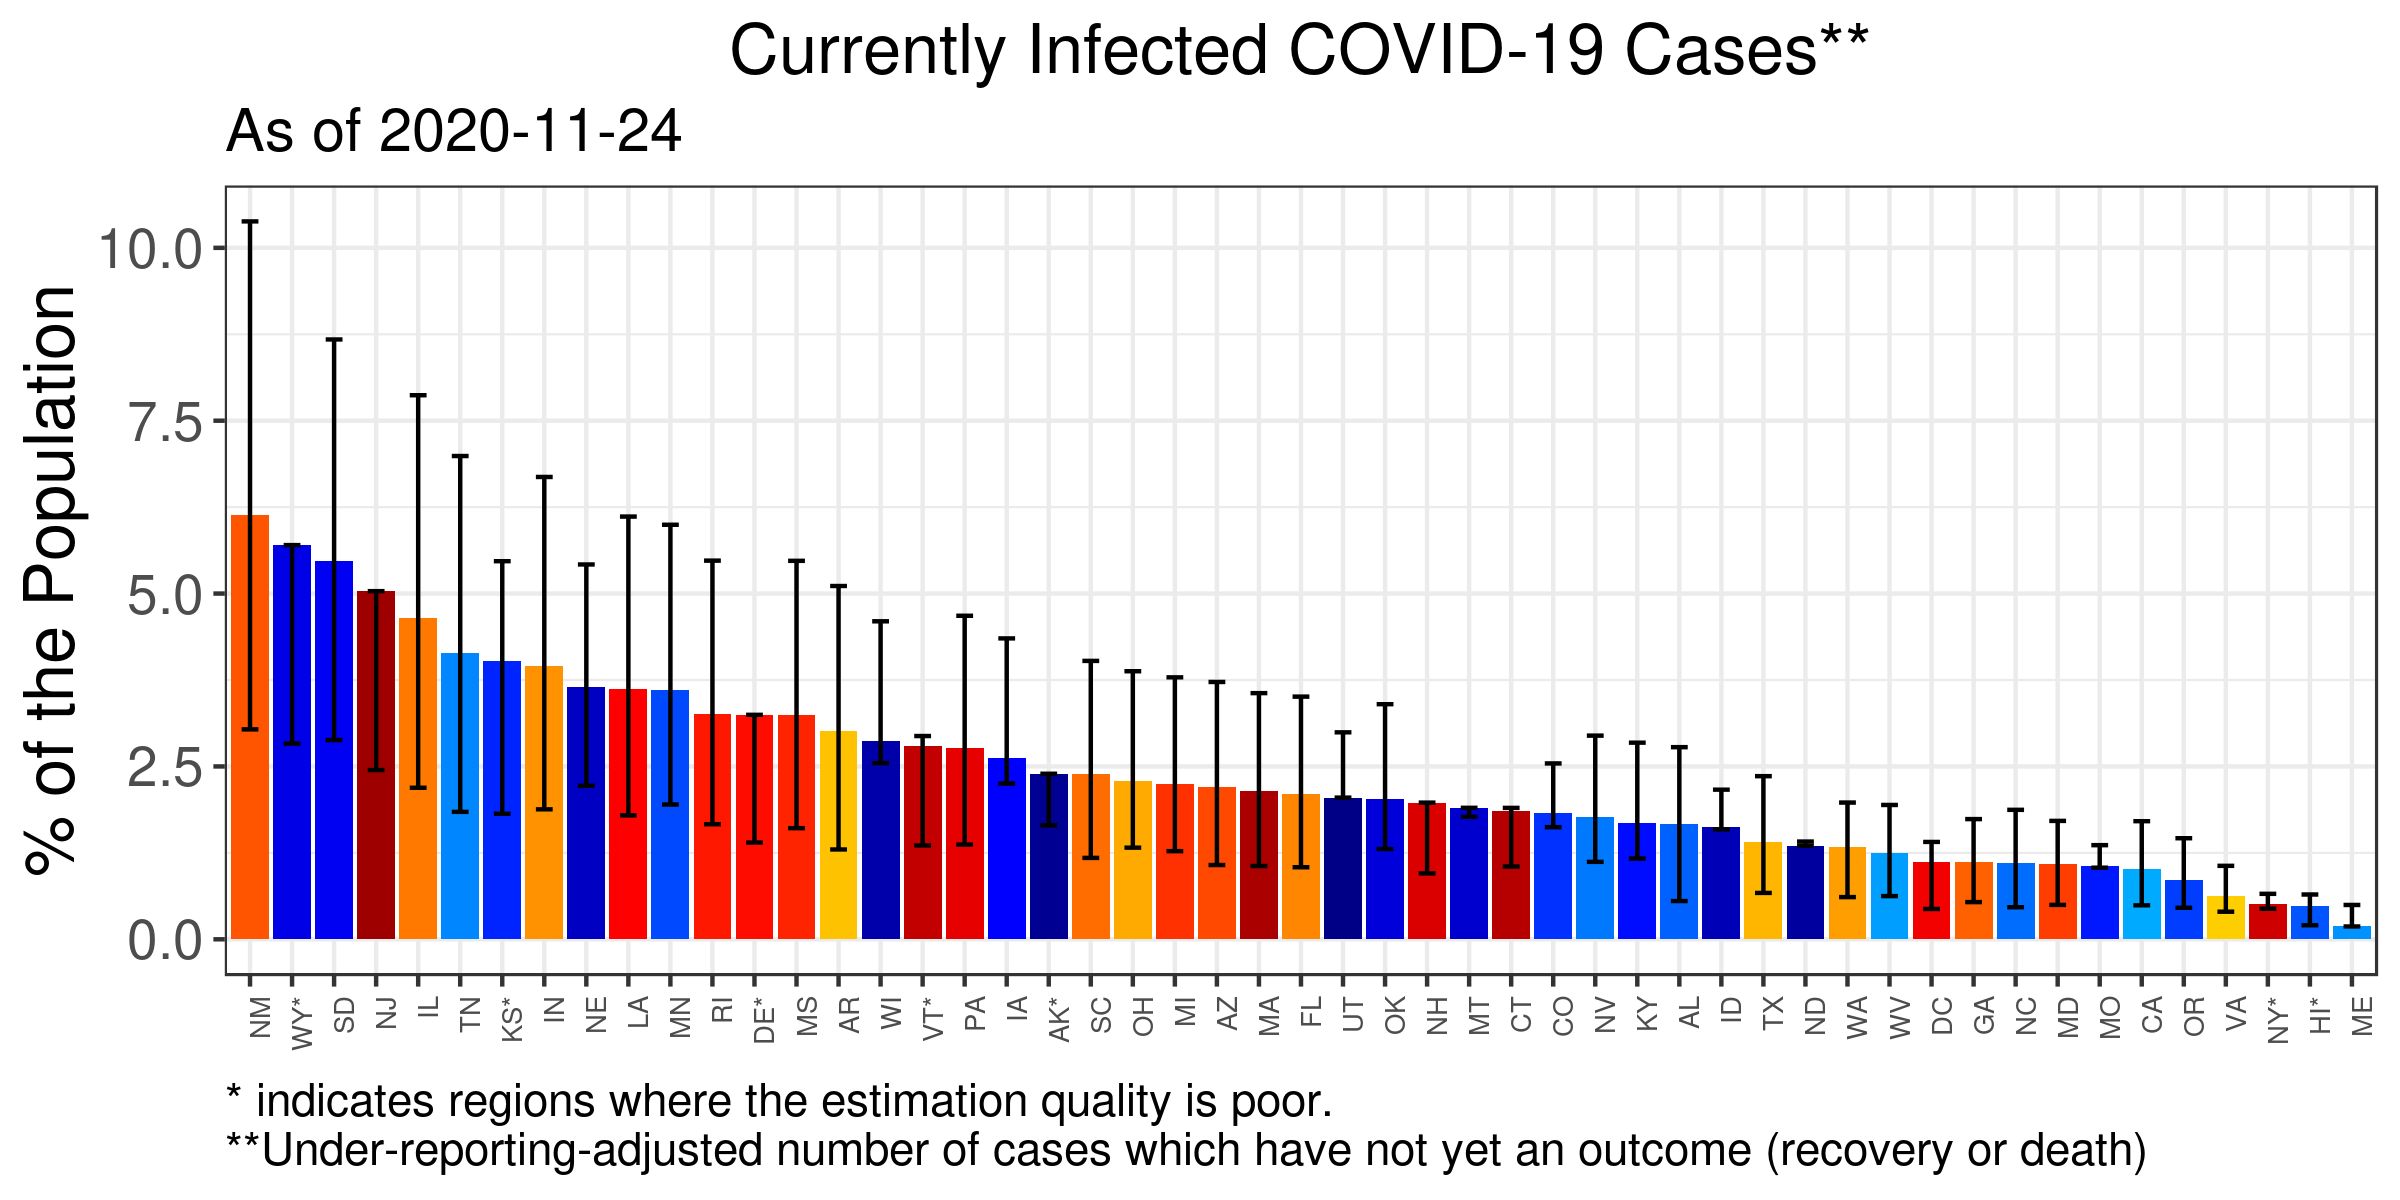 Currently Infected COVID-19 Cases**
As of 2020-11-24
% of the Population
10.0
7.5
5.0
2.5
0.0
NM WY* SD NJ IL TN KS* IN NE LA MN RI DE* MS AR WI VT* PA IA AK* SC OH MI AZ MA FL UT OK NH MT CT CO NV KY AL ID TX ND WA WV DC GA NC MD MO CA OR VA NY* HI* ME
* indicates regions where the estimation quality is poor.
**Under-reporting-adjusted number of cases which have not yet an outcome (recovery or death)